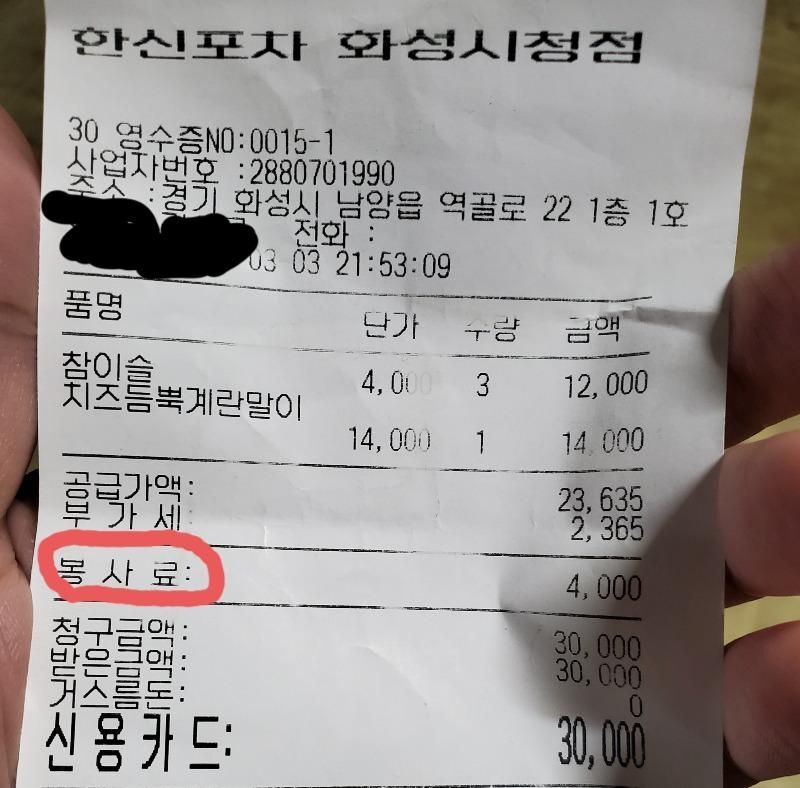 한신포차 화성시청점
30 영수증NO:0015-1
사업자번호 :2880701990
주소 :경기 화성시 남양읍 역골로 22 1층 1호
전화 :
03 03 21:53:09
품명 단가 수량 금액
참이슬 4,000 3 12,000
치즈듬뿍계란말이
14,000 1 14,000
공급가액: 23,635
부 가 세: 2,365
봉 사 료: 4,000
청구금액: 30,000
받은금액: 30,000
거스름돈: 0
신용카드: 30,000